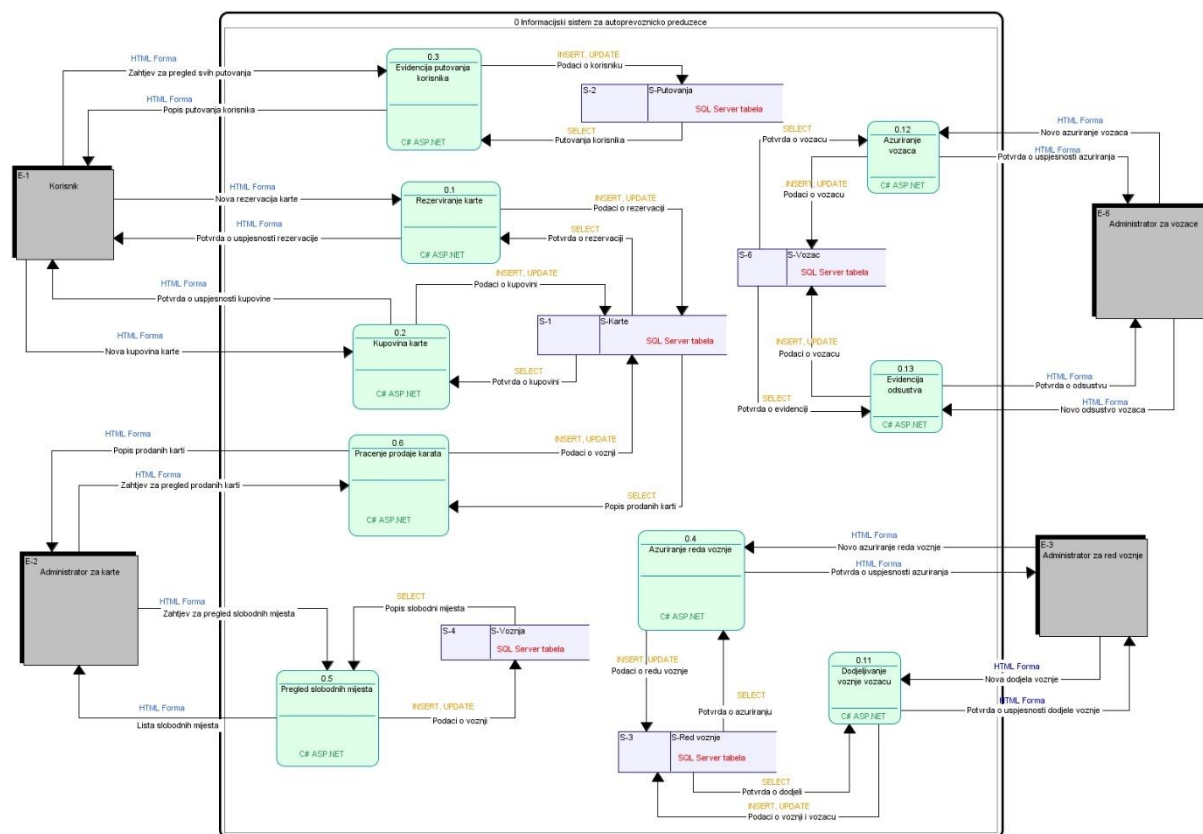 0 Informacijski sistem za autoprevoznicko preduzece
HTML Forma
Zahtjev za pregled svih putovanja
HTML Forma
Popis putovanja korisnika
0.3
Evidencija putovanja
korisnika
C# ASP.NET
INSERT, UPDATE
Podaci o korisniku
S-2
S-Putovanja
SQL Server tabela
SELECT
Putovanja korisnika
E-1
Korisnik
HTML Forma
Nova rezervacija karte
HTML Forma
Potvrda o uspjesnosti rezervacije
0.1
Rezerviranje karte
C# ASP.NET
INSERT, UPDATE
Podaci o rezervaciji
SELECT
Potvrda o rezervaciji
HTML Forma
Potvrda o uspjesnosti kupovine
INSERT, UPDATE
Podaci o kupovini
HTML Forma
Nova kupovina karte
0.2
Kupovina karte
C# ASP.NET
S-1
S-Karte
SQL Server tabela
SELECT
Potvrda o kupovini
HTML Forma
Popis prodanih karti
HTML Forma
Zahtjev za pregled prodanih karti
0.6
Pracenje prodaje karata
C# ASP.NET
INSERT, UPDATE
Podaci o voznji
SELECT
Popis prodanih karti
E-2
Administrator za karte
HTML Forma
Zahtjev za pregled slobodnih mijesta
SELECT
Popis slobodni mijesta
S-4
S-Voznja
SQL Server tabela
0.5
Pregled slobodnih mijesta
C# ASP.NET
HTML Forma
Lista slobodnih mijesta
INSERT, UPDATE
Podaci o voznji
0.12
Azuriranje
vozaca
C# ASP.NET
SELECT
Potvrda o vozacu
HTML Forma
Novo azuriranje vozaca
HTML Forma
Potvrda o uspjesnosti azuriranja
INSERT, UPDATE
Podaci o vozacu
E-6
Administrator za vozace
S-6
S-Vozac
SQL Server tabela
INSERT, UPDATE
Podaci o vozacu
0.13
Evidencija
odsustva
C# ASP.NET
SELECT
Potvrda o evidenciji
HTML Forma
Potvrda o odsustvu
HTML Forma
Novo odsustvo vozaca
0.4
Azuriranje reda voznje
C# ASP.NET
HTML Forma
Novo azuriranje reda voznje
HTML Forma
Potvrda o uspjesnosti azuriranja
E-3
Administrator za red voznje
INSERT, UPDATE
Podaci o redu voznje
SELECT
Potvrda o azuriranju
0.11
Dodjeljivanje
voznje vozacu
C# ASP.NET
HTML Forma
Nova dodjela voznje
HTML Forma
Potvrda o uspjesnosti dodjele voznje
S-3
S-Red voznje
SQL Server tabela
SELECT
Potvrda o dodjeli
INSERT, UPDATE
Podaci o voznji i vozacu